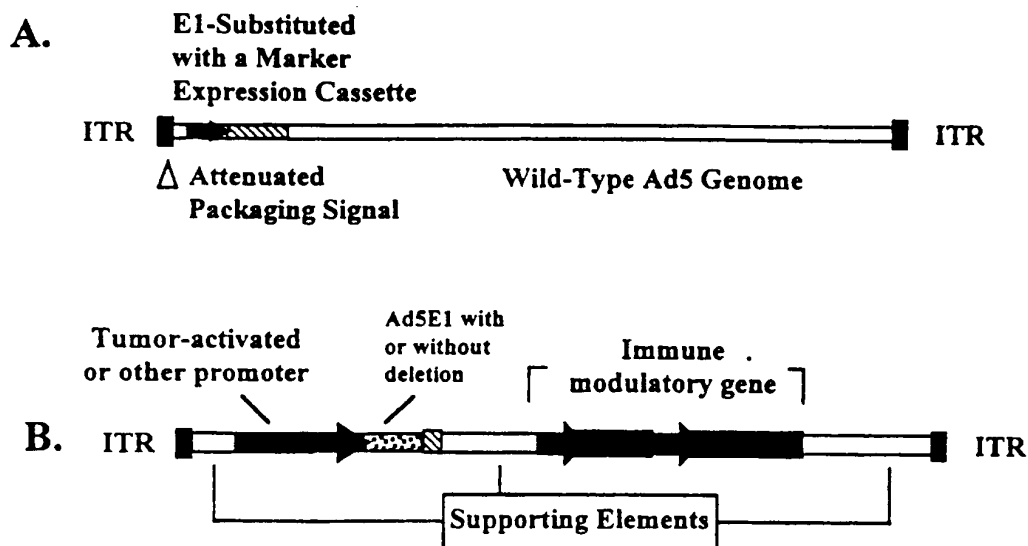 A.
E1-Substituted
with a Marker
Expression Cassette
ITR
ITR
Δ Attenuated
Packaging Signal
Wild-Type Ad5 Genome
Tumor-activated
or other promoter
Ad5E1 with
or without
deletion
Immune .
modulatory gene
B.
ITR
ITR
Supporting Elements